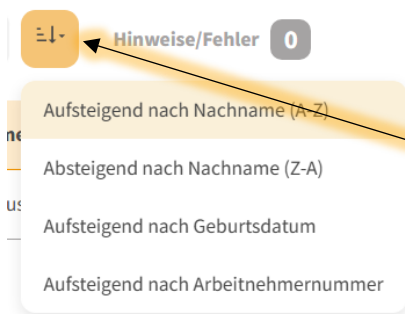 Hinweise/Fehler 0
Aufsteigend nach Nachname (A-Z)
Absteigend nach Nachname (Z-A)
Aufsteigend nach Geburtsdatum
Aufsteigend nach Arbeitnehmernummer